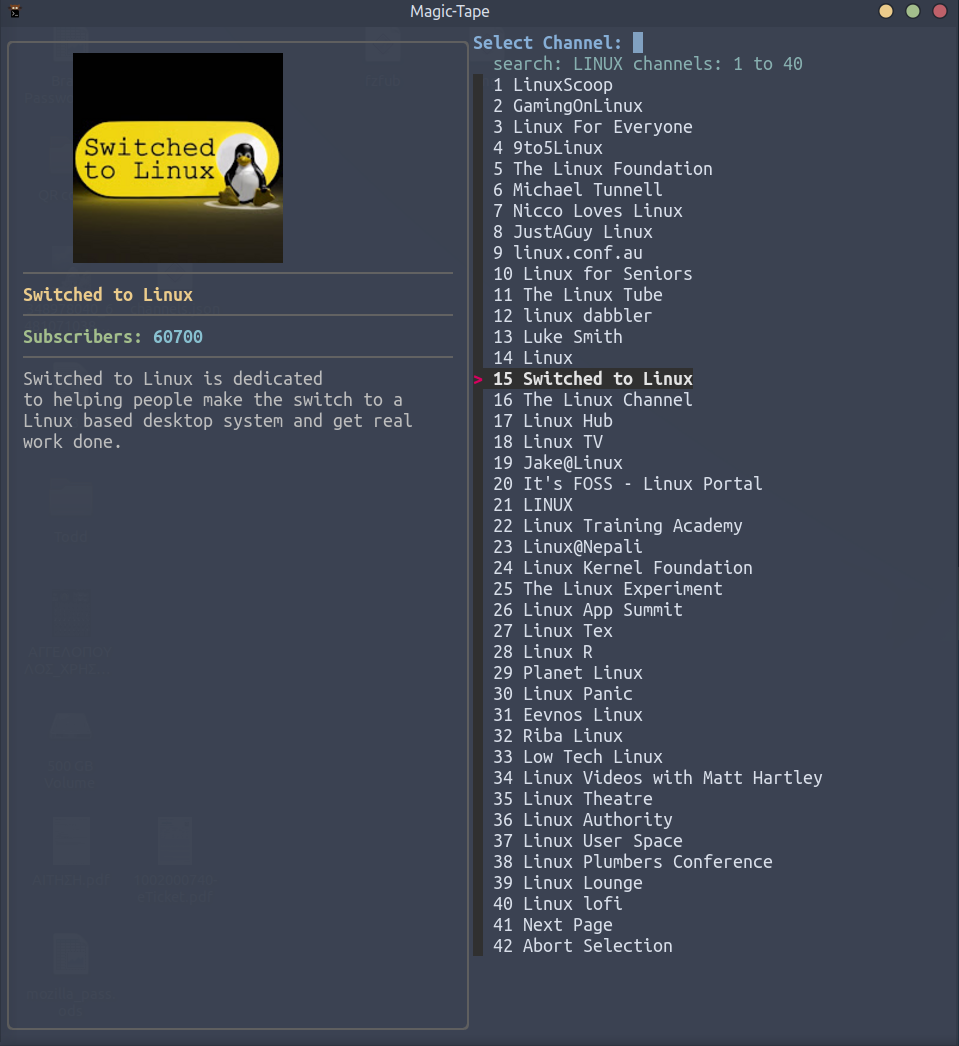 Magic-Tape
Switched
to Linux
Switched to Linux
Subscribers: 60700
Switched to Linux is dedicated
to helping people make the switch to a
Linux based desktop system and get real
work done.
Select Channel:
search: LINUX channels: 1 to 40
1 LinuxScoop
2 GamingOnLinux
3 Linux For Everyone
4 9to5Linux
5 The Linux Foundation
6 Michael Tunnell
7 Nicco Loves Linux
8 JustAGuy Linux
9 linux.conf.au
10 Linux for Seniors
11 The Linux Tube
12 linux dabbler
13 Luke Smith
14 Linux
> 15 Switched to Linux
16 The Linux Channel
17 Linux Hub
18 Linux TV
19 Jake@Linux
20 It's FOSS - Linux Portal
21 LINUX
22 Linux Training Academy
23 Linux@Nepali
24 Linux Kernel Foundation
25 The Linux Experiment
26 Linux App Summit
27 Linux Tex
28 Linux R
29 Planet Linux
30 Linux Panic
31 Eevnos Linux
32 Riba Linux
33 Low Tech Linux
34 Linux Videos with Matt Hartley
35 Linux Theatre
36 Linux Authority
37 Linux User Space
38 Linux Plumbers Conference
39 Linux Lounge
40 Linux lofi
41 Next Page
42 Abort Selection